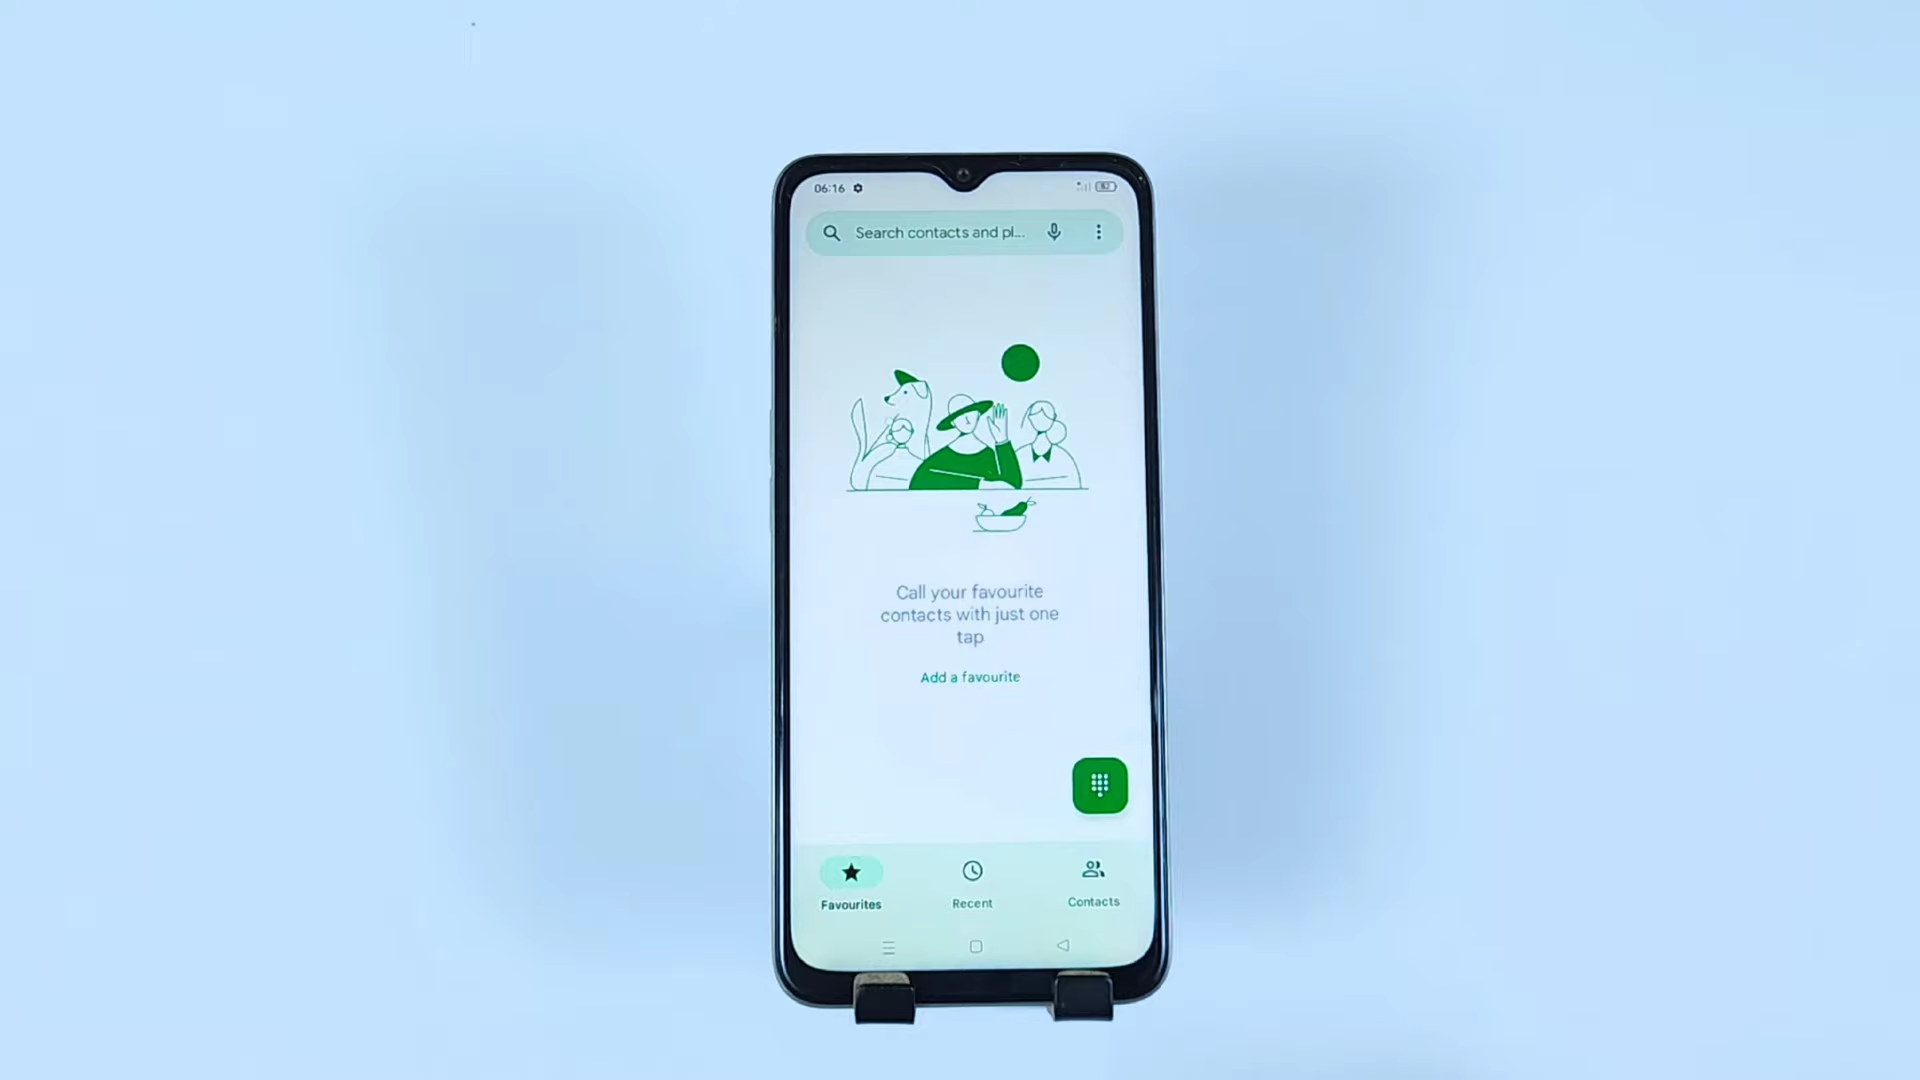 06:16
82
Search contacts and pl...
Call your favourite
contacts with just one
tap
Add a favourite
Favourites
Recent
Contacts